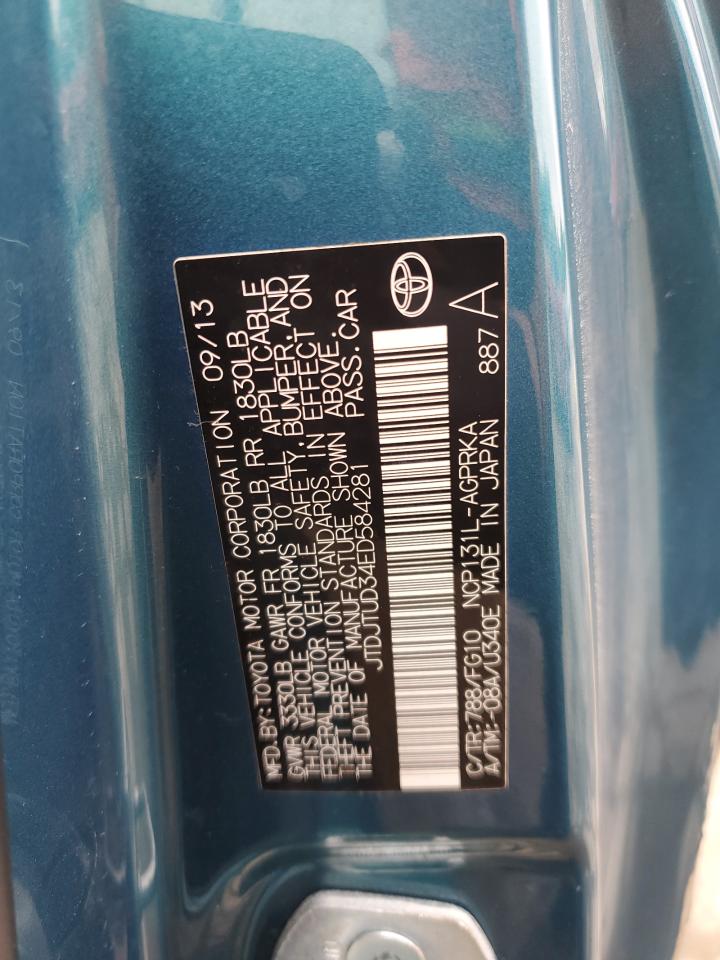 MFD.BY:TOYOTA MOTOR CORPORATION 09/13
GVWR 3330LB GAWR FR 1830LB RR 1830LB
THIS VEHICLE CONFORMS TO ALL APPLICABLE
FEDERAL MOTOR VEHICLE SAFETY,BUMPER,AND
THEFT PREVENTION STANDARDS IN EFFECT ON
THE DATE OF MANUFACTURE SHOWN ABOVE.
JTDJTUD34ED584281 PASS.CAR
C/TR:788/FG10 NCP131L-AGPRKA 887
A/TM:-08A/U340E MADE IN JAPAN A